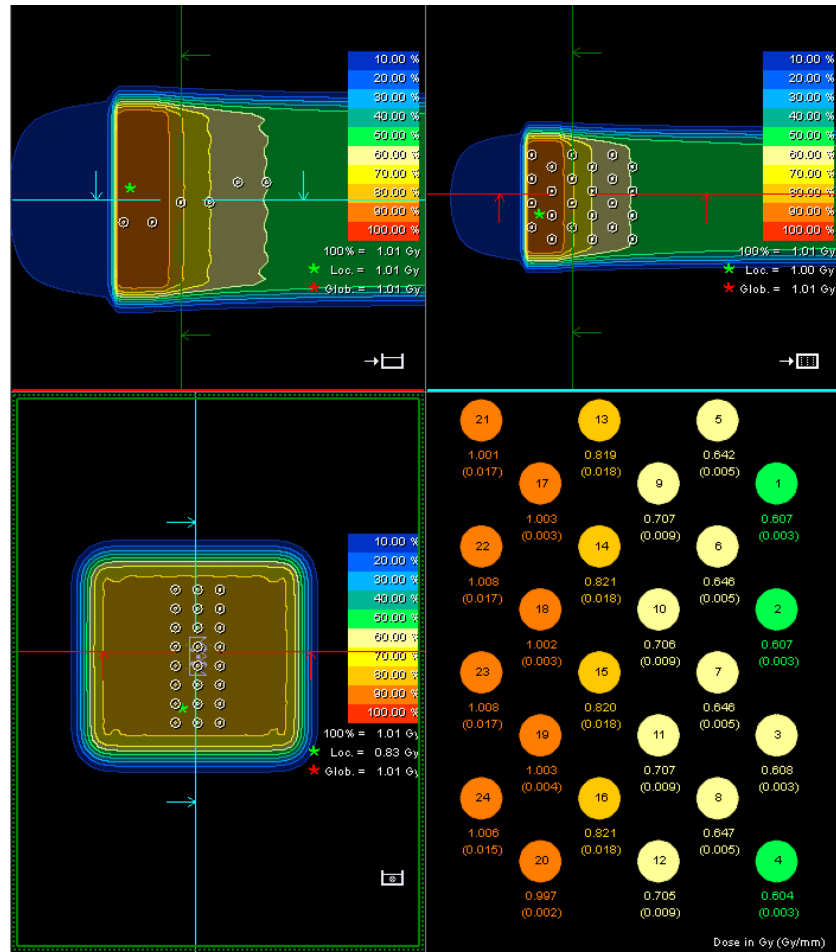 10.00 %
20.00 %
30.00 %
40.00 %
50.00 %
60.00 %
70.00 %
80.00 %
90.00 %
100.00 %
100% = 1.01 Gy
Loc. = 1.01 Gy
Glob. = 1.01 Gy
10.00 %
20.00 %
30.00 %
40.00 %
50.00 %
60.00 %
70.00 %
80.00 %
90.00 %
100.00 %
100% = 1.01 Gy
Loc. = 1.00 Gy
Glob. = 1.01 Gy
10.00 %
20.00 %
30.00 %
40.00 %
50.00 %
60.00 %
70.00 %
80.00 %
90.00 %
100.00 %
100% = 1.01 Gy
Loc. = 0.83 Gy
Glob. = 1.01 Gy
21 13 5
1.001 0.819 0.642
(0.017) (0.018) (0.005)
17 9 1
1.003 0.707 0.607
(0.003) (0.009) (0.003)
22 14 6
1.008 0.821 0.646
(0.017) (0.018) (0.005)
18 10 2
1.002 0.706 0.607
(0.003) (0.009) (0.003)
23 15 7
1.008 0.820 0.646
(0.017) (0.018) (0.005)
19 11 3
1.003 0.707 0.608
(0.004) (0.009) (0.003)
24 16 8
1.006 0.821 0.647
(0.015) (0.018) (0.005)
20 12 4
0.997 0.705 0.604
(0.002) (0.009) (0.003)
Dose in Gy (Gy/mm)